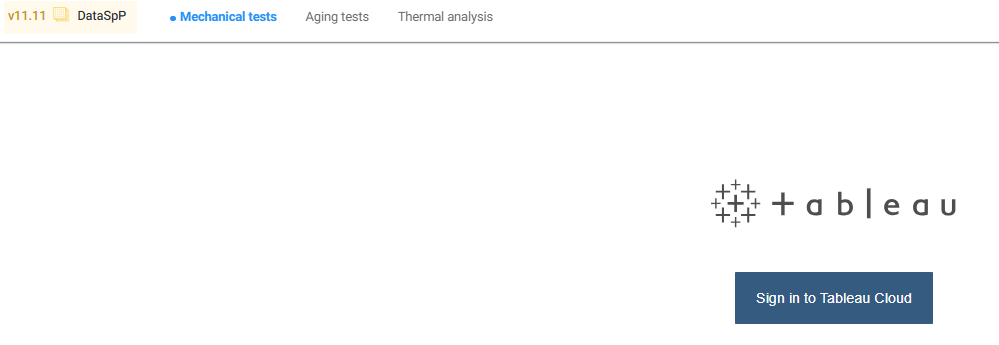 v11.11 DataSpP Mechanical tests Aging tests Thermal analysis
tableau
Sign in to Tableau Cloud